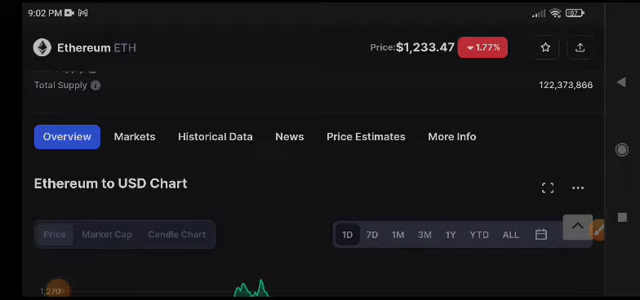 9:02 PM 67
Ethereum ETH Price:$1,233.47 1.77%
Total Supply 122,373,866
Overview Markets Historical Data News Price Estimates More Info
Ethereum to USD Chart
Price Market Cap Candle Chart 1D 7D 1M 3M 1Y YTD ALL
1,270